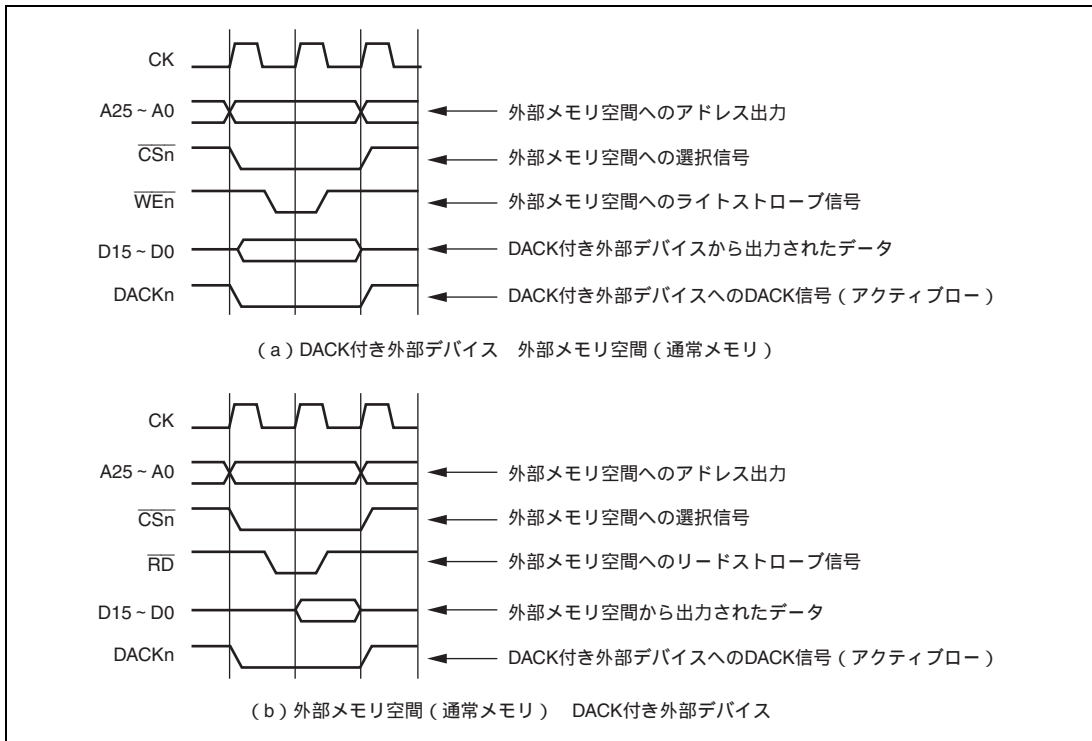 CK
A25～A0 外部メモリ空間へのアドレス出力
CSn 外部メモリ空間への選択信号
WEn 外部メモリ空間へのライトストローブ信号
D15～D0 DACK付き外部デバイスから出力されたデータ
DACKn DACK付き外部デバイスへのDACK信号（アクティブロー）
（a）DACK付き外部デバイス　外部メモリ空間（通常メモリ）
CK
A25～A0 外部メモリ空間へのアドレス出力
CSn 外部メモリ空間への選択信号
RD 外部メモリ空間へのリードストローブ信号
D15～D0 外部メモリ空間から出力されたデータ
DACKn DACK付き外部デバイスへのDACK信号（アクティブロー）
（b）外部メモリ空間（通常メモリ）　DACK付き外部デバイス